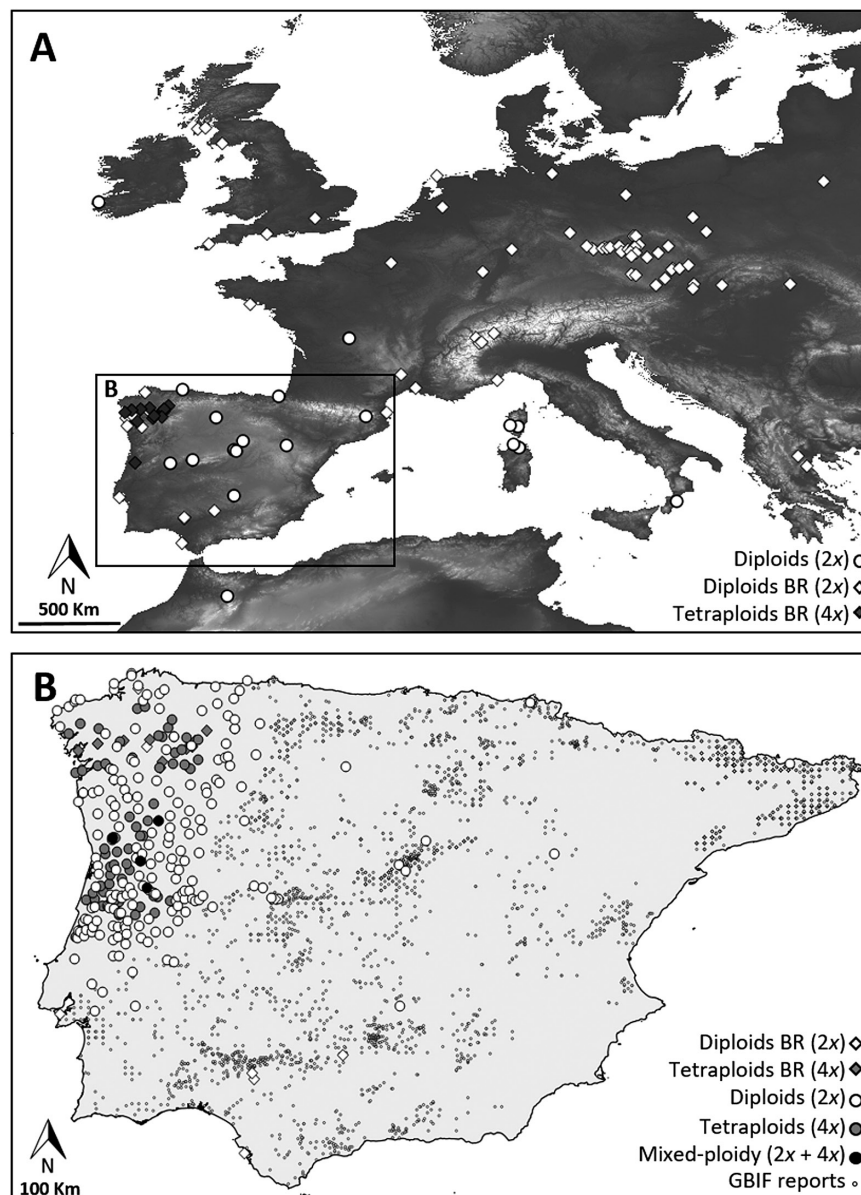 A
B
N
500 Km
Diploids (2x)
Diploids BR (2x)
Tetraploids BR (4x)
B
N
100 Km
Diploids BR (2x)
Tetraploids BR (4x)
Diploids (2x)
Tetraploids (4x)
Mixed-ploidy (2x + 4x)
GBIF reports